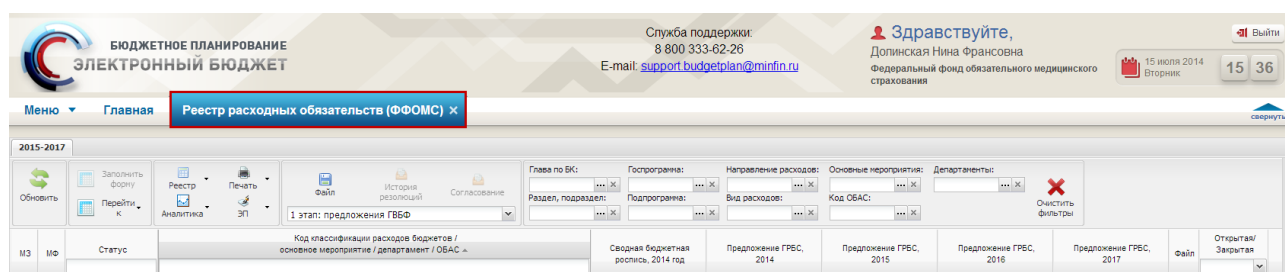 БЮДЖЕТНОЕ ПЛАНИРОВАНИЕ
ЭЛЕКТРОННЫЙ БЮДЖЕТ
Служба поддержки:
8 800 333-62-26
E-mail: support.budgetplan@minfin.ru
Здравствуйте,
Долинская Нина Франсовна
Федеральный фонд обязательного медицинского
страхования
Выйти
15 июля 2014
Вторник
15 36
Меню Главная Реестр расходных обязательств (ФФОМС) ×
свернуть
2015-2017
Обновить
Заполнить
форму
Перейти
к
Реестр
Аналитика
Печать
ЭП
Файл
История
резолюций
Согласование
1 этап: предложения ГВБФ
Глава по БК: Госпрограмма: Направление расходов: Основные мероприятия: Департаменты:
Раздел, подраздел: Подпрограмма: Вид расходов: Код ОБАС:
Очистить
фильтры
МЗ МФ Статус
Код классификации расходов бюджетов /
основное мероприятие / департамент / ОБАС
Сводная бюджетная
роспись, 2014 год
Предложение ГРБС,
2014
Предложение ГРБС,
2015
Предложение ГРБС,
2016
Предложение ГРБС,
2017
Файл
Открытая/
Закрытая